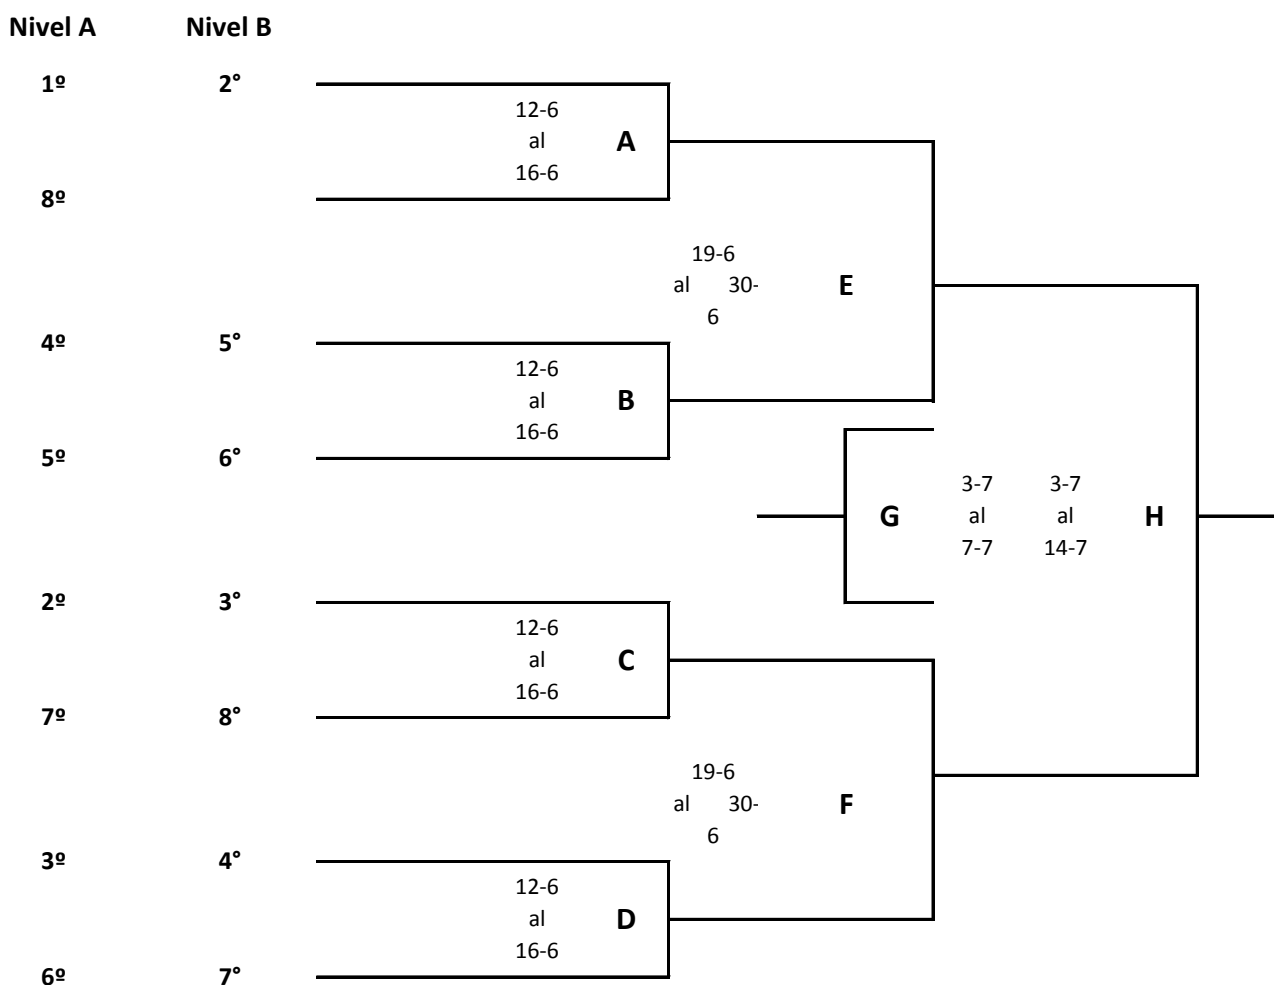 Nivel A Nivel B
1º 2°
12-6
al A
16-6
8º
19-6
al 30- E
6
4º 5°
12-6
al B
16-6
5º 6°
3-7 3-7
G al al H
7-7 14-7
2º 3°
12-6
al C
16-6
7º 8°
19-6
al 30- F
6
3º 4°
12-6
al D
16-6
6º 7°